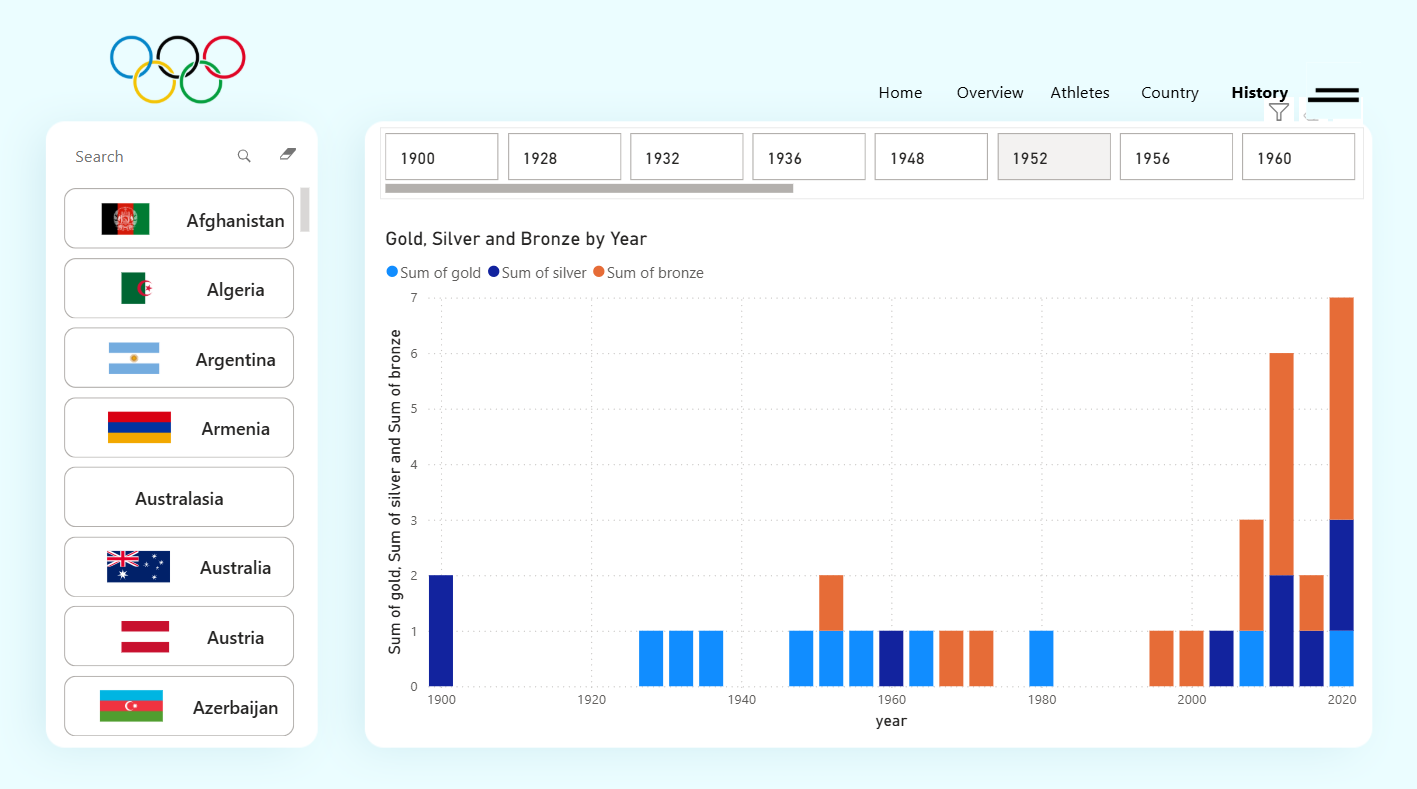 Home Overview Athletes Country History
Search
Afghanistan
Algeria
Argentina
Armenia
Australasia
Australia
Austria
Azerbaijan
1900 1928 1932 1936 1948 1952 1956 1960
Gold, Silver and Bronze by Year
Sum of gold Sum of silver Sum of bronze
Sum of gold, Sum of silver and Sum of bronze
7
6
5
4
3
2
1
0
1900 1920 1940 1960 1980 2000 2020
year